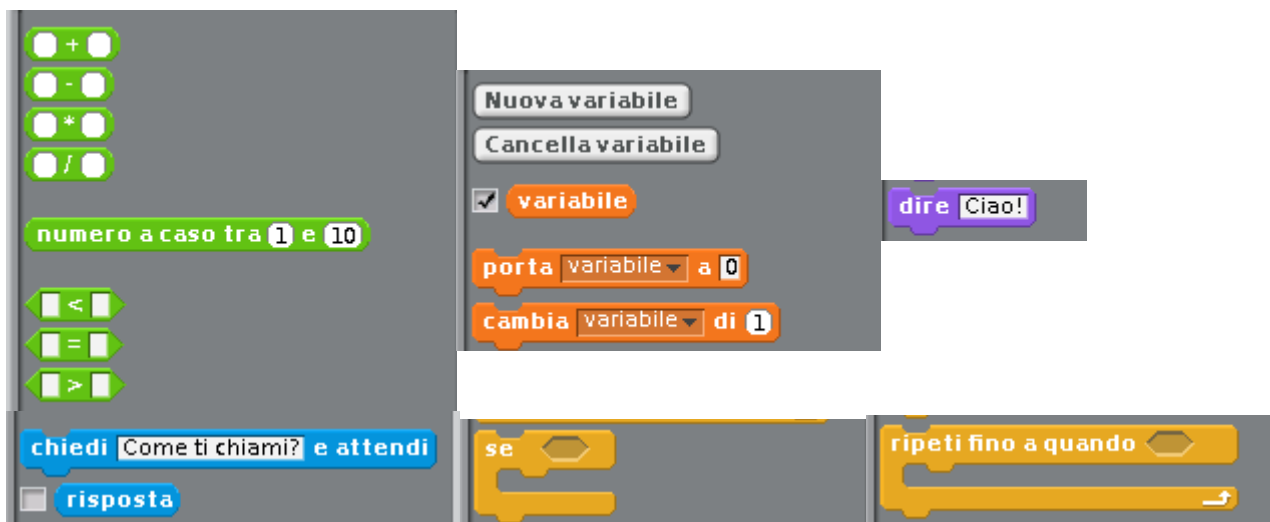 +
-
*
/
numero a caso tra 1 e 10
<
=
>
Nuova variabile
Cancella variabile
variabile
porta variabile a 0
cambia variabile di 1
dire Ciao!
chiedi Come ti chiami? e attendi
risposta
se
ripeti fino a quando